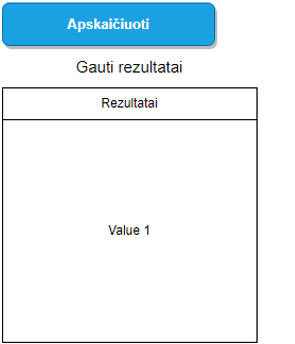 Apskaičiuoti
Gauti rezultatai
Rezultatai
Value 1